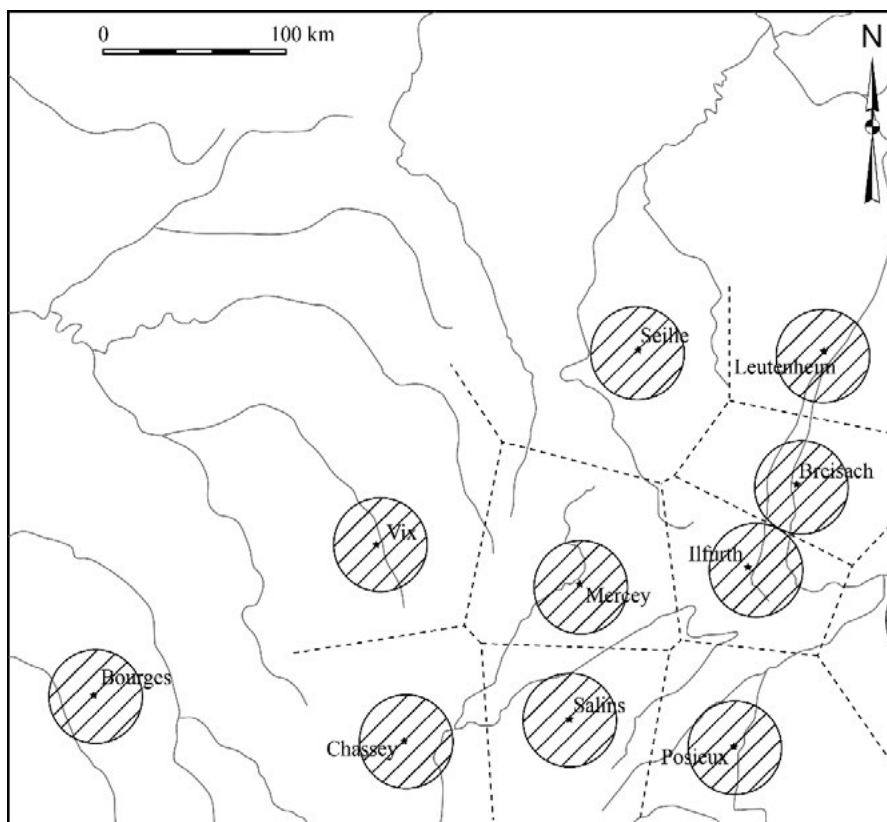 0 100 km
N
Seille
Leutenheim
Breisach
Vix
Ilfurth
Mercey
Bourges
Salins
Chassey
Posieux